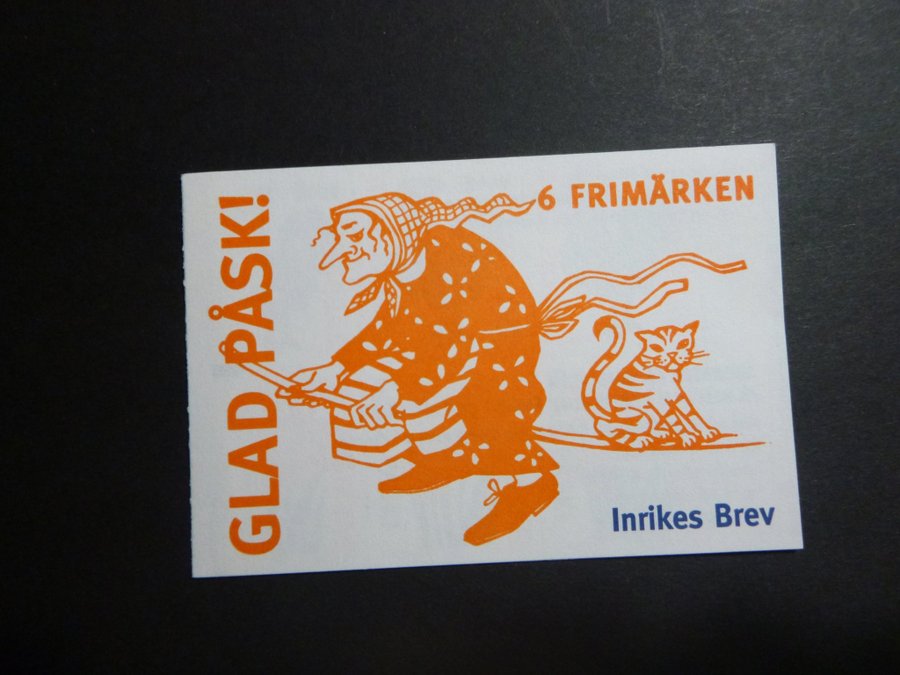 GLAD PÅSK!
6 FRIMÄRKEN
Inrikes Brev